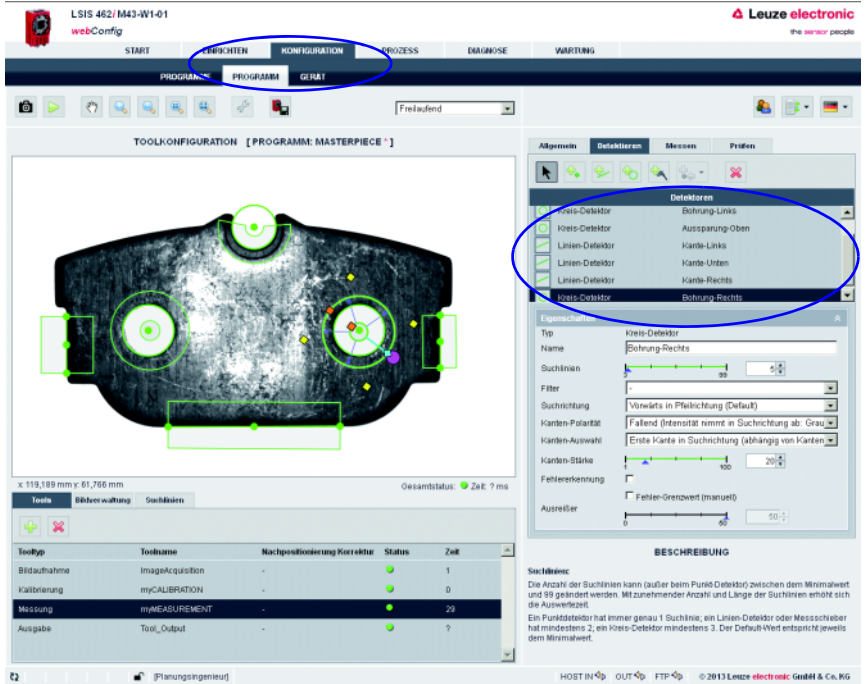 LSIS 462i M43-W1-01
webConfig
Leuze electronic
the sensor people
START EINRICHTEN KONFIGURATION PROZESS DIAGNOSE WARTUNG
PROGRAMME PROGRAMM GERÄT
Freilaufend
TOOLKONFIGURATION [ PROGRAMM: MASTERPIECE * ]
x: 119,189 mm y: 61,766 mm
Gesamtstatus: Zeit: ? ms
Tools Bildverwaltung Suchlinien
Tooltyp Toolname Nachpositionierung Korrektur Status Zeit
Bildaufnahme ImageAcquisition - 1
Kalibrierung myCALIBRATION - 0
Messung myMEASUREMENT - 29
Ausgabe Tool_Output - ?
Allgemein Detektieren Messen Prüfen
Detektoren
Kreis-Detektor Bohrung-Links
Kreis-Detektor Aussparung-Oben
Linien-Detektor Kante-Links
Linien-Detektor Kante-Unten
Linien-Detektor Kante-Rechts
Kreis-Detektor Bohrung-Rechts
Eigenschaften
Typ Kreis-Detektor
Name Bohrung-Rechts
Suchlinien 3 99 5
Filter -
Suchrichtung Vorwärts in Pfeilrichtung (Default)
Kanten-Polarität Fallend (Intensität nimmt in Suchrichtung ab: Grau
Kanten-Auswahl Erste Kante in Suchrichtung (abhängig von Kanten
Kanten-Stärke 1 100 20
Fehlererkennung
Fehler-Grenzwert (manuell)
Ausreißer 0 50 50
BESCHREIBUNG
Suchlinien:
Die Anzahl der Suchlinien kann (außer beim Punkt-Detektor) zwischen dem Minimalwert
und 99 geändert werden. Mit zunehmender Anzahl und Länge der Suchlinien erhöht sich
die Auswertezeit.
Ein Punktdetektor hat immer genau 1 Suchlinie; ein Linien-Detektor oder Messschieber
hat mindestens 2; ein Kreis-Detektor mindestens 3. Der Default-Wert entspricht jeweils
dem Minimalwert.
[Planungsingenieur]
HOST IN OUT FTP © 2013 Leuze electronic GmbH & Co. KG